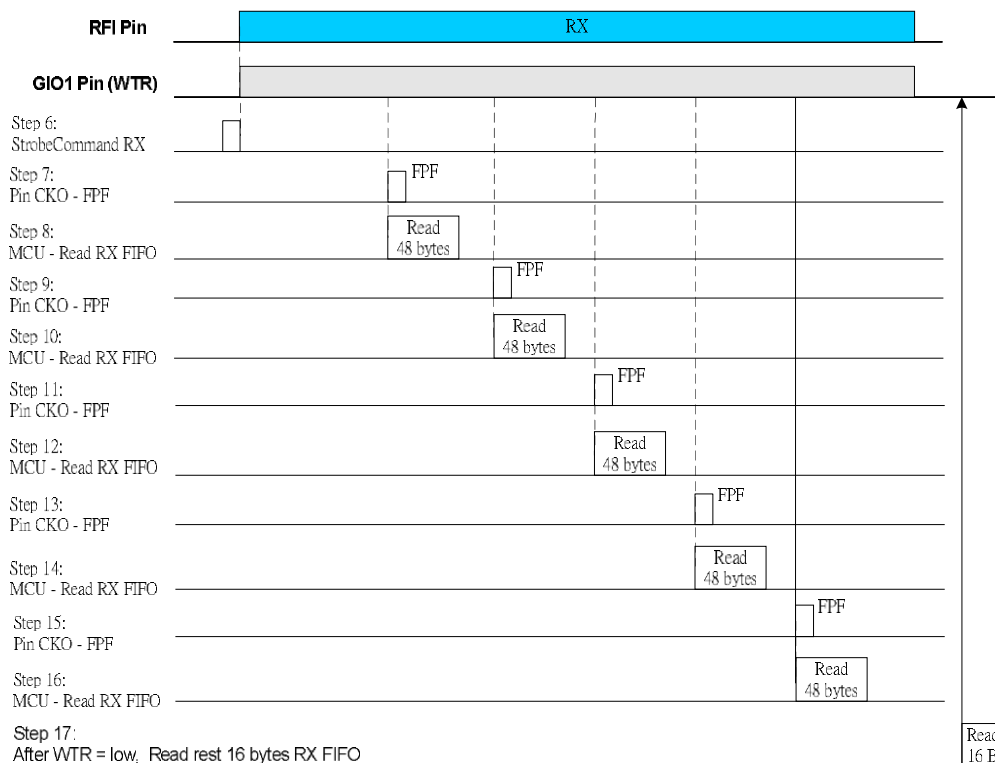 RFI Pin
RX
GIO1 Pin (WTR)
Step 6:
StrobeCommand RX
Step 7:
Pin CKO - FPF
FPF
Step 8:
MCU - Read RX FIFO
Read
48 bytes
Step 9:
Pin CKO - FPF
FPF
Step 10:
MCU - Read RX FIFO
Read
48 bytes
Step 11:
Pin CKO - FPF
FPF
Step 12:
MCU - Read RX FIFO
Read
48 bytes
Step 13:
Pin CKO - FPF
FPF
Step 14:
MCU - Read RX FIFO
Read
48 bytes
Step 15:
Pin CKO - FPF
FPF
Step 16:
MCU - Read RX FIFO
Read
48 bytes
Step 17:
After WTR = low, Read rest 16 bytes RX FIFO
Read
16 B